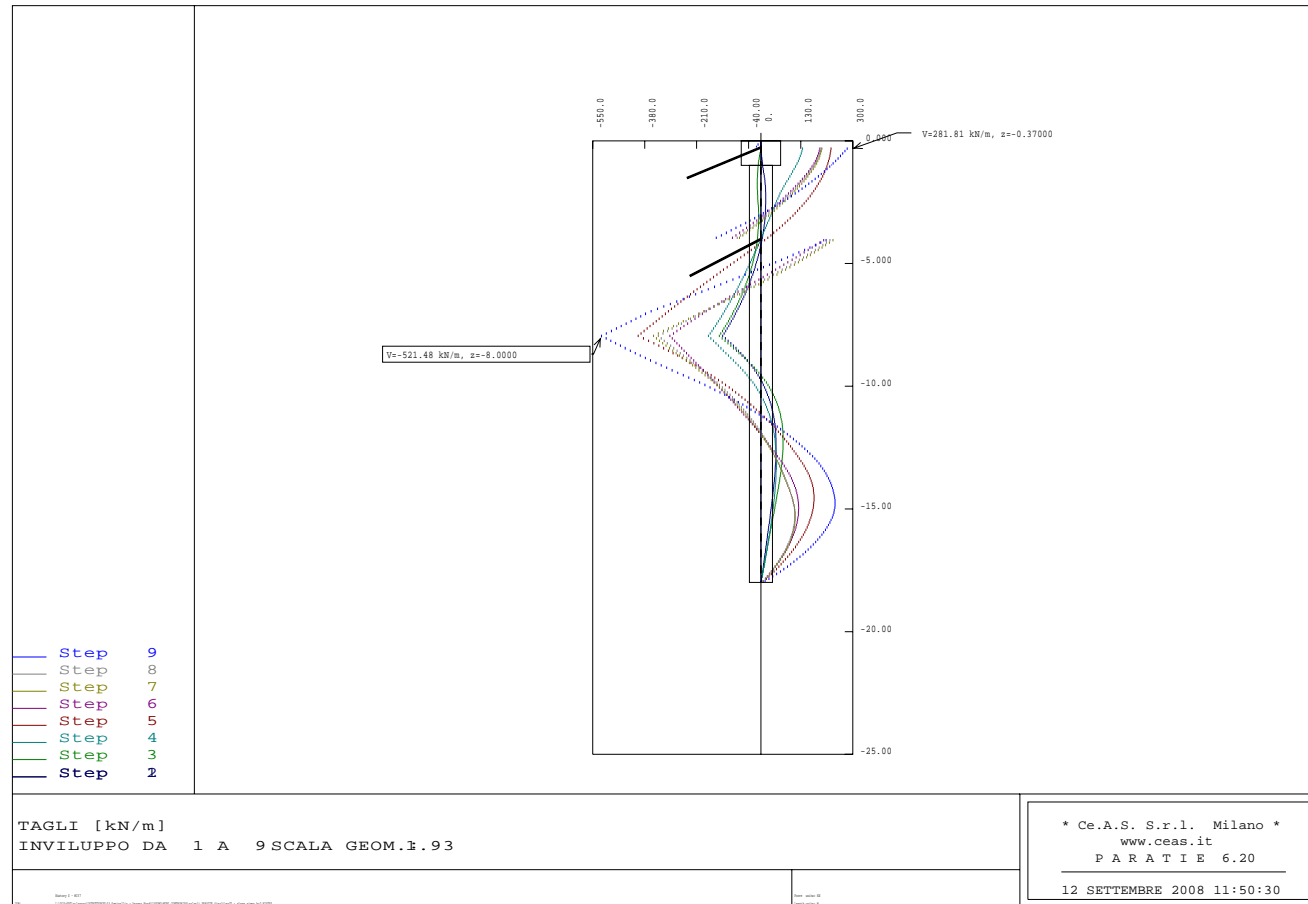 -550.0
-380.0
-210.0
-40.00
0.
130.0
300.0
0.000
V=281.81 kN/m, z=-0.37000
-5.000
V=-521.48 kN/m, z=-8.0000
-10.00
-15.00
-20.00
-25.00
Step 9
Step 8
Step 7
Step 6
Step 5
Step 4
Step 3
Step
TAGLI [kN/m]
INVILUPPO DA 1 A 9 SCALA GEOM.
* Ce.A.S. S.r.l. Milano *
www.ceas.it
P A R A T I E 6.20
12 SETTEMBRE 2008 11:50:30